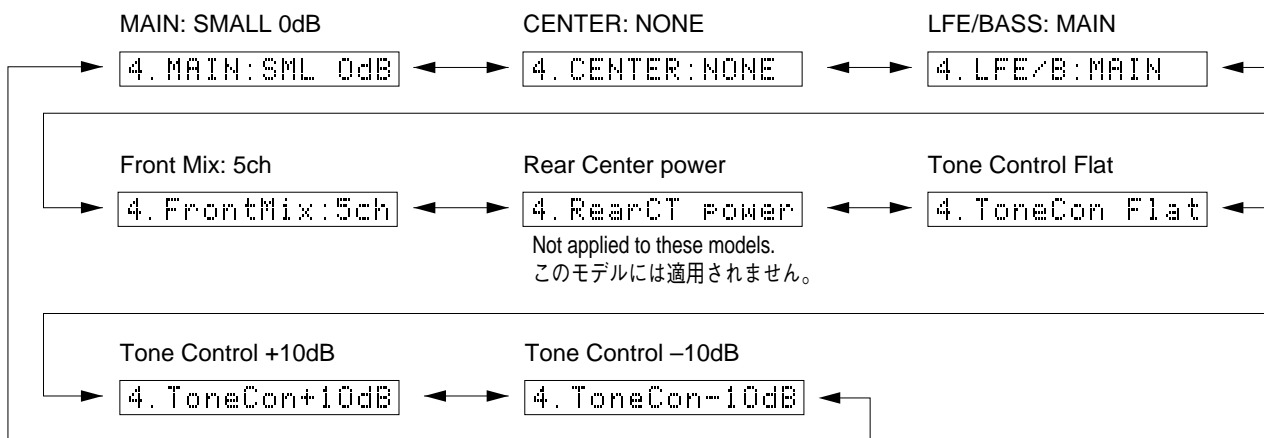 MAIN: SMALL 0dB CENTER: NONE LFE/BASS: MAIN
4. MAIN:SML 0dB 4. CENTER:NONE 4. LFE/B:MAIN
Front Mix: 5ch Rear Center power Tone Control Flat
4. FrontMix:5ch 4. RearCT power 4. ToneCon Flat
Not applied to these models.
このモデルには適用されません。
Tone Control +10dB Tone Control –10dB
4. ToneCon+10dB 4. ToneCon-10dB